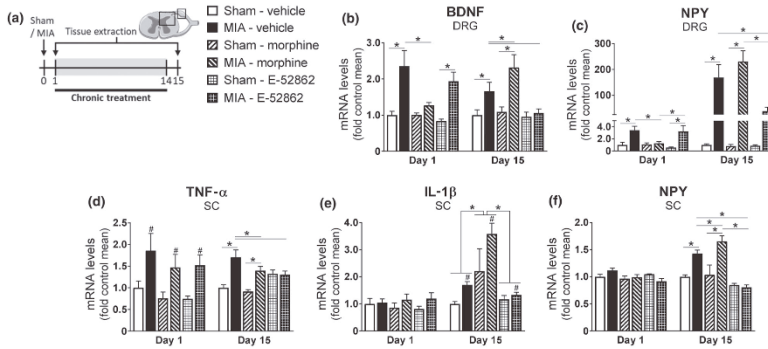 (a)
Sham
/ MIA
Tissue extraction
0 1 14 15
Chronic treatment
Sham - vehicle
MIA - vehicle
Sham - morphine
MIA - morphine
Sham - E-52862
MIA - E-52862
(b)
BDNF
DRG
mRNA levels
(fold control mean)
3.0
2.0
1.0
0.0
* * * * * *
Day 1 Day 15
(c)
NPY
DRG
mRNA levels
(fold control mean)
300
200
100
4.0
2.0
0.0
* * * * * * *
Day 1 Day 15
(d)
TNF-α
SC
mRNA levels
(fold control mean)
2.5
2.0
1.5
1.0
0.5
0.0
# # # * * *
Day 1 Day 15
(e)
IL-1β
SC
mRNA levels
(fold control mean)
4.0
3.0
2.0
1.0
0.0
* * # # #
Day 1 Day 15
(f)
NPY
SC
mRNA levels
(fold control mean)
2.0
1.5
1.0
0.5
0.0
* * * * *
Day 1 Day 15